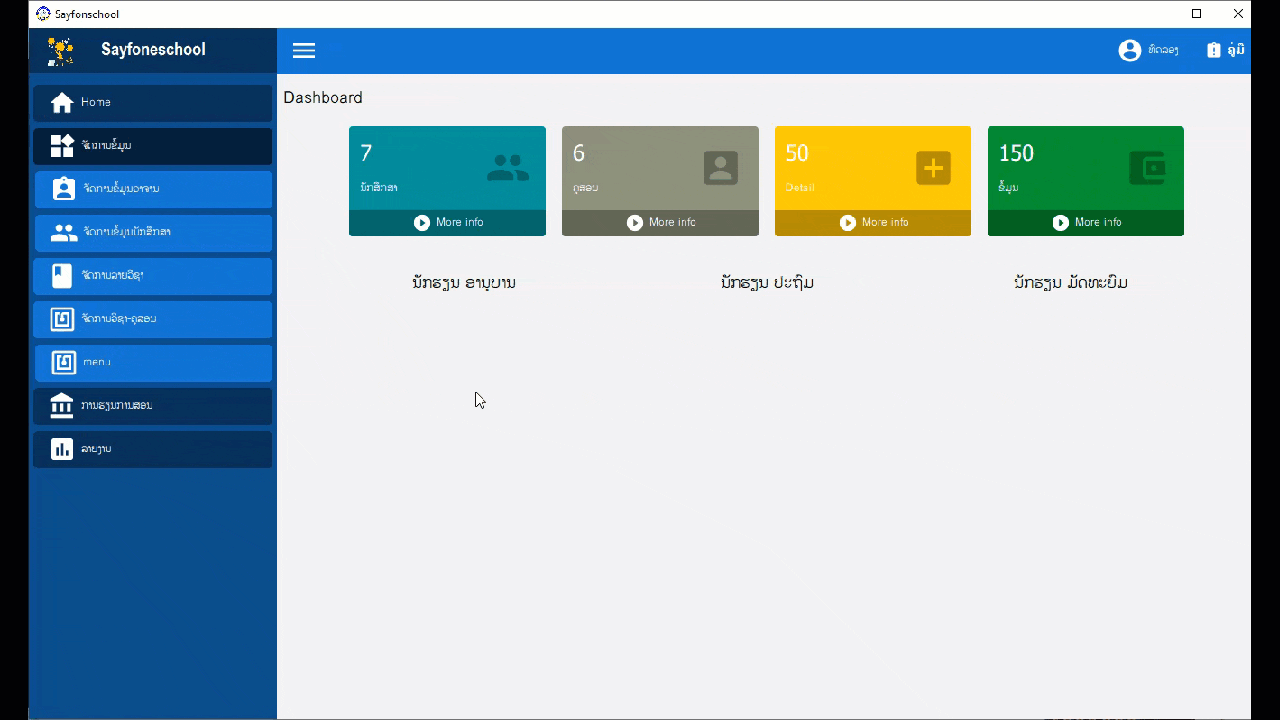 Sayfonschool
Sayfoneschool
ທົດລອງ
ຄູ່ມື
Home
ຈັດການຂໍ້ມູນ
ຈັດການຂໍ້ມູນອາຈານ
ຈັດການຂໍ້ມູນນັກສຶກສາ
ຈັດການລາຍວິຊາ
ຈັດການວິຊາ-ຄູສອນ
menu
ການຮຽນການສອນ
ລາຍງານ
Dashboard
7
ນັກສຶກສາ
More info
6
ຄູສອນ
More info
50
Detail
More info
150
ຂໍ້ມູນ
More info
ນັກຮຽນ ອານຸບານ
ນັກຮຽນ ປະຖົມ
ນັກຮຽນ ມັດທະຍົມ